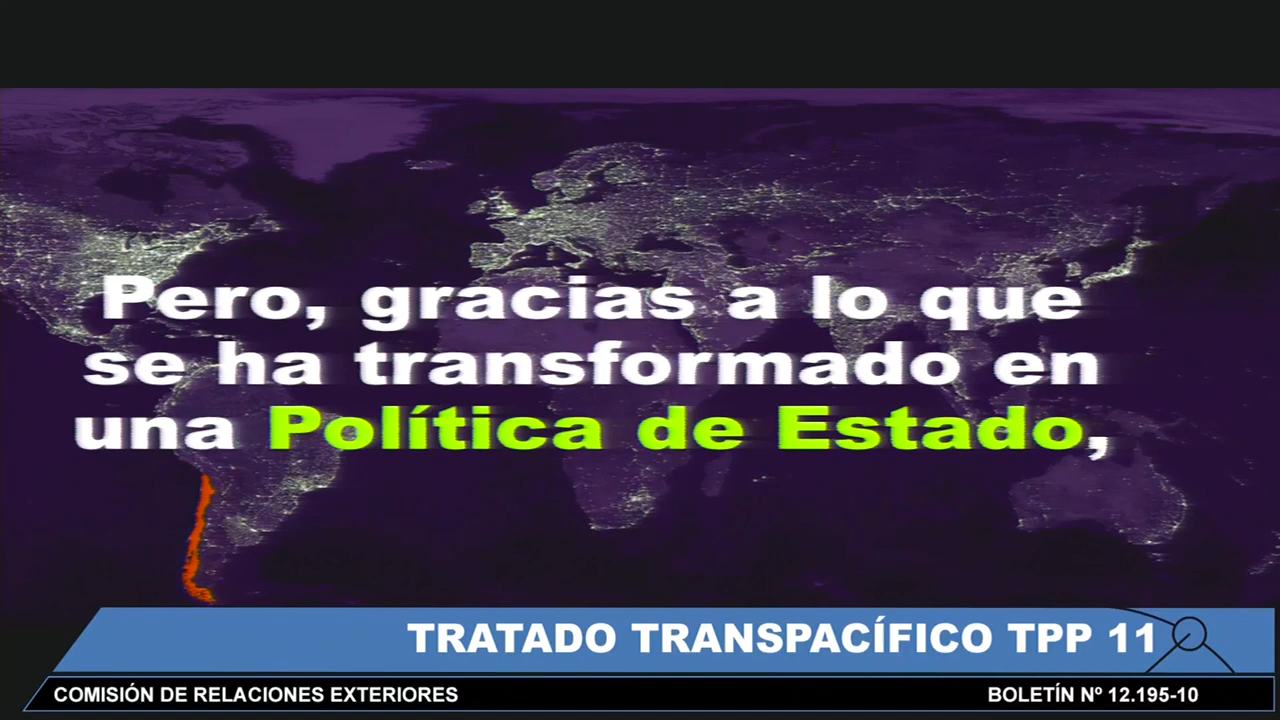 Pero, gracias a lo que
se ha transformado en
una Política de Estado,
TRATADO TRANSPACÍFICO TPP 11
COMISIÓN DE RELACIONES EXTERIORES
BOLETÍN Nº 12.195-10